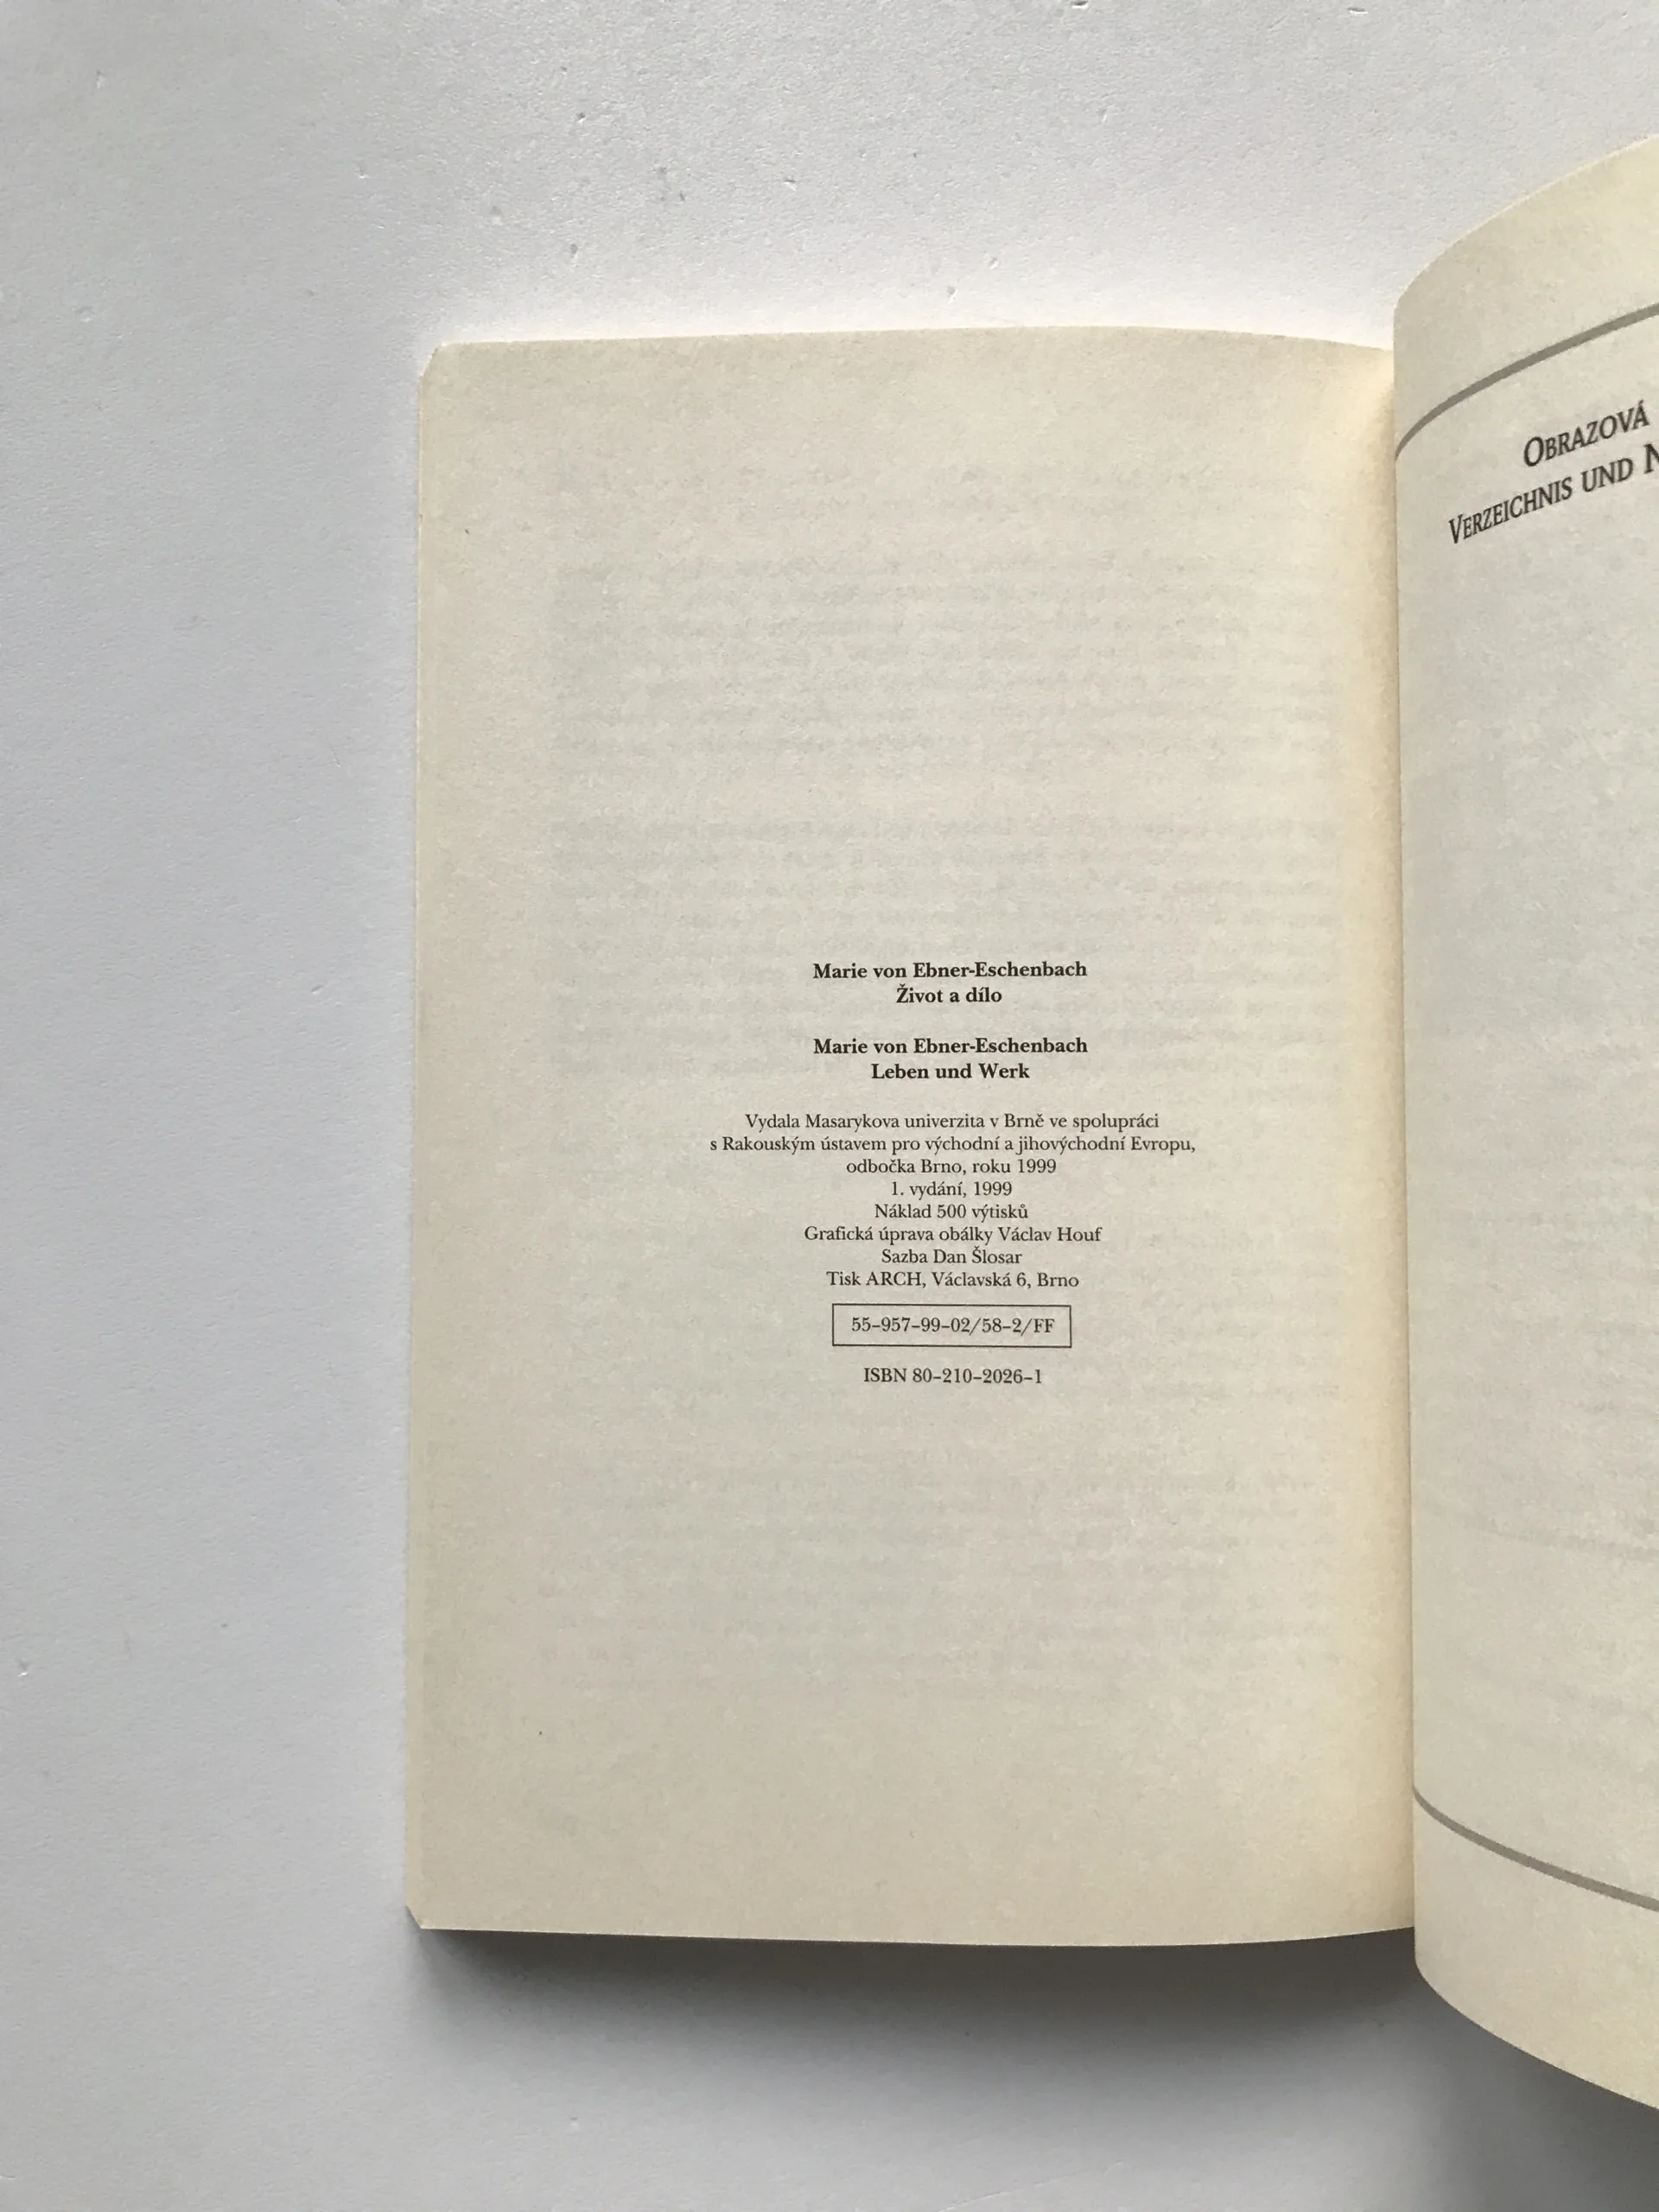 Marie von Ebner-Eschenbach
Život a dílo
Marie von Ebner-Eschenbach
Leben und Werk
Vydala Masarykova univerzita v Brně ve spolupráci
s Rakouským ústavem pro východní a jihovýchodní Evropu,
odbočka Brno, roku 1999
1. vydání, 1999
Náklad 500 výtisků
Grafická úprava obálky Václav Houf
Sazba Dan Šlosar
Tisk ARCH, Václavská 6, Brno
55–957–99–02/58–2/FF
ISBN 80–210–2026–1
OBRAZOVÁ
VERZEICHNIS UND N